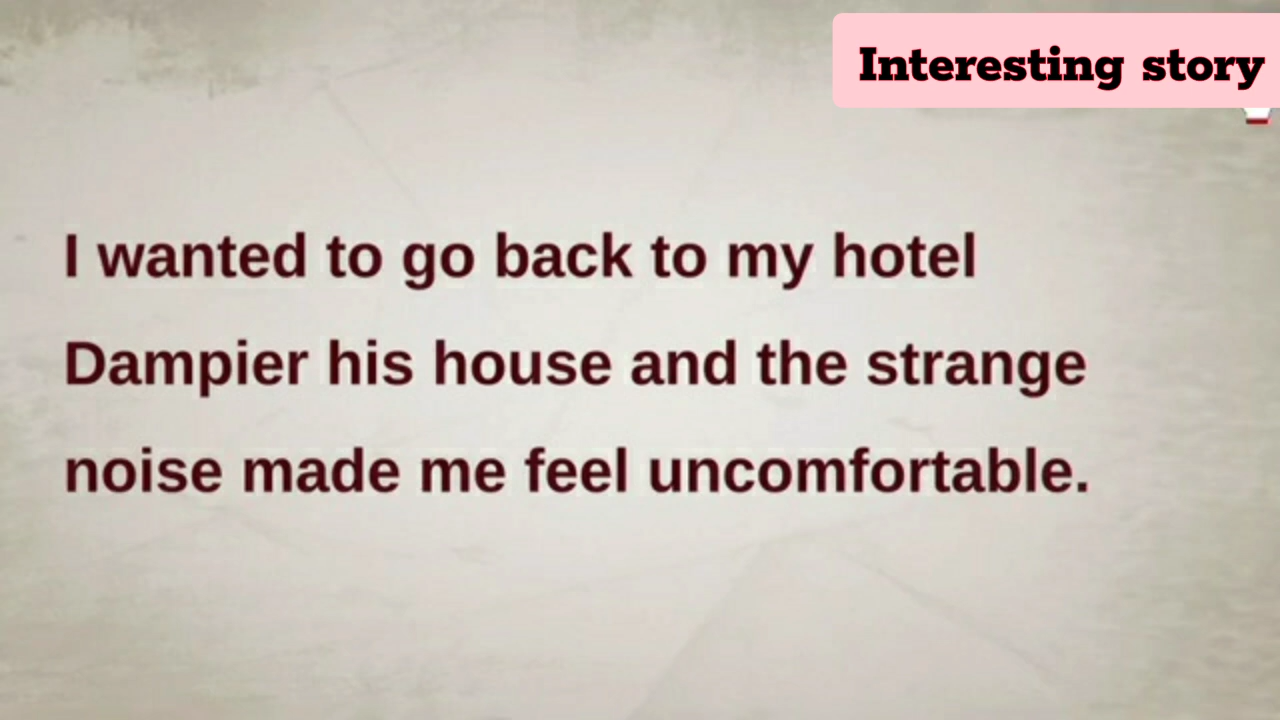 Interesting story
I wanted to go back to my hotel
Dampier his house and the strange
noise made me feel uncomfortable.